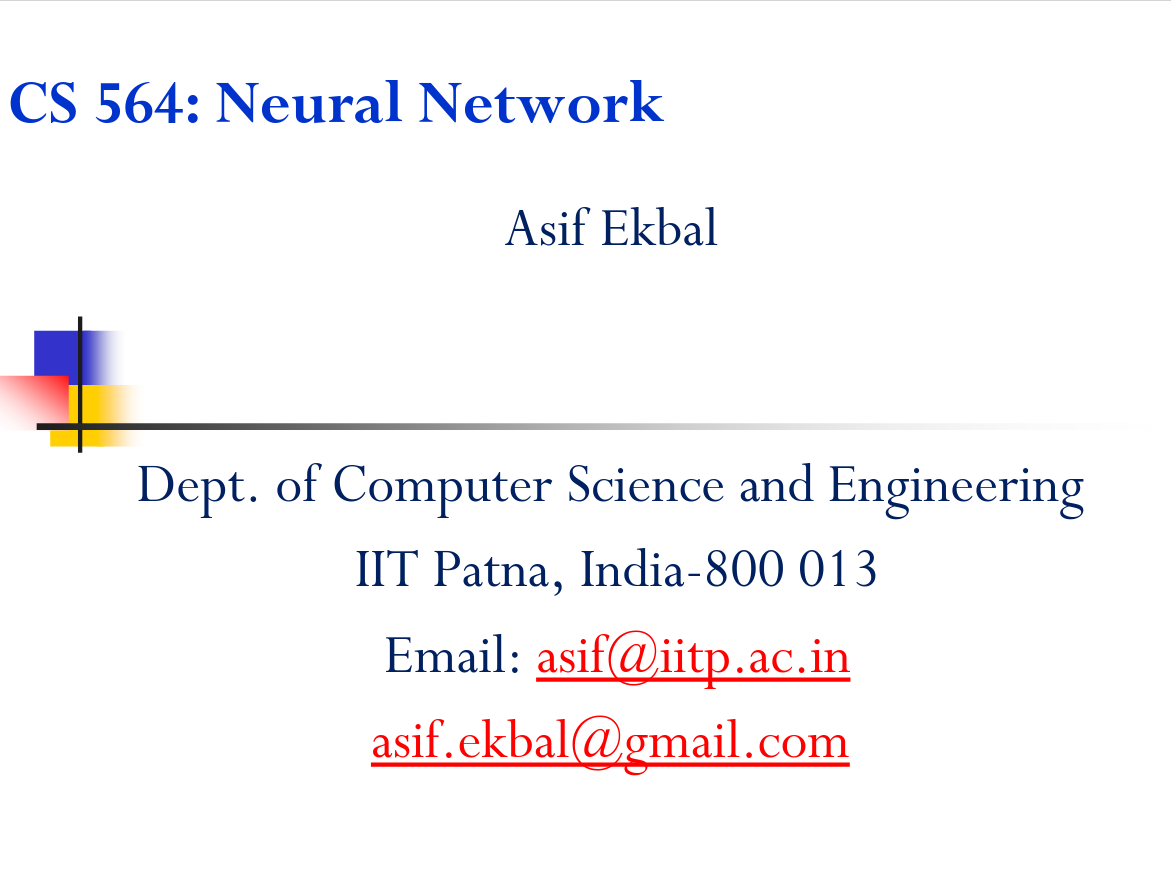 CS 564: Neural Network
Asif Ekbal
Dept. of Computer Science and Engineering
IIT Patna, India-800 013
Email: asif@iitp.ac.in
asif.ekbal@gmail.com